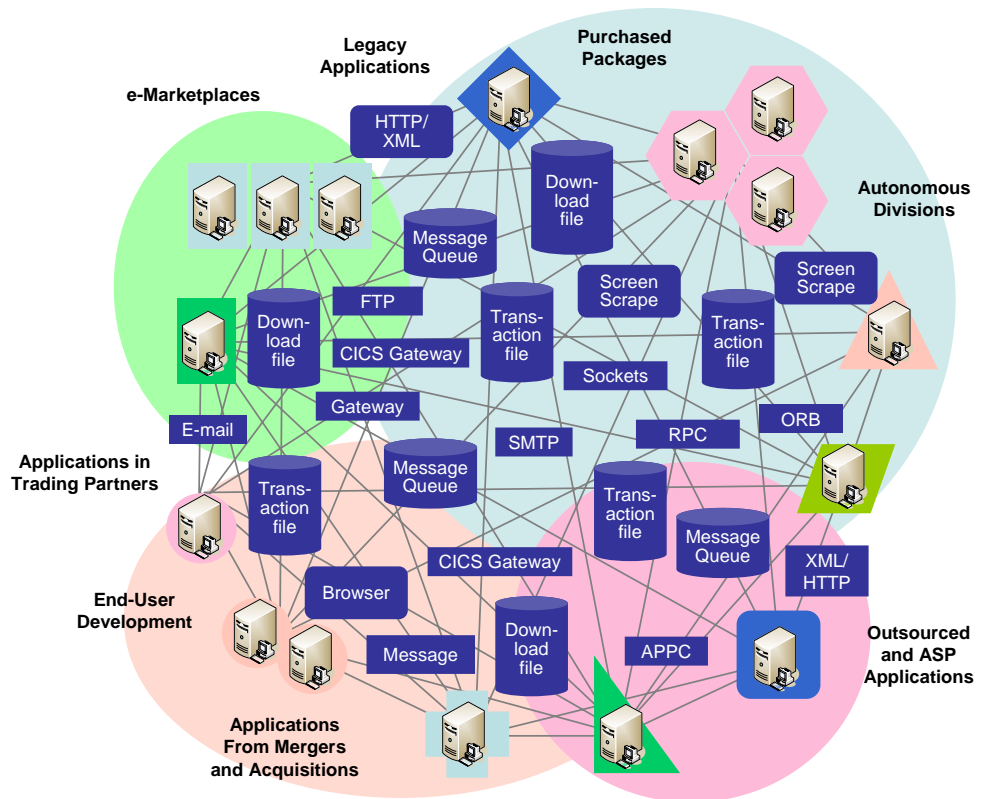 Purchased
Packages
Legacy
Applications
e-Marketplaces
HTTP/
XML
Down-
load
file
Autonomous
Divisions
Message
Queue
Screen
Scrape
Screen
Scrape
FTP
Trans-
action
file
Trans-
action
file
Down-
load
file
CICS Gateway
Sockets
Gateway
E-mail
SMTP
RPC
ORB
Applications in
Trading Partners
Message
Queue
Trans-
action
file
Trans-
action
file
Message
Queue
CICS Gateway
XML/
HTTP
Browser
End-User
Development
Down-
load
file
Message
APPC
Outsourced
and ASP
Applications
Applications
From Mergers
and Acquisitions